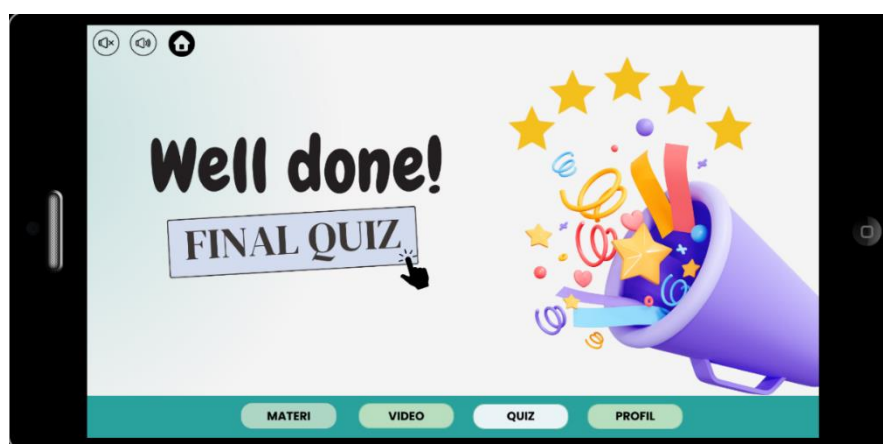 Well done!
FINAL QUIZ
MATERI
VIDEO
QUIZ
PROFIL